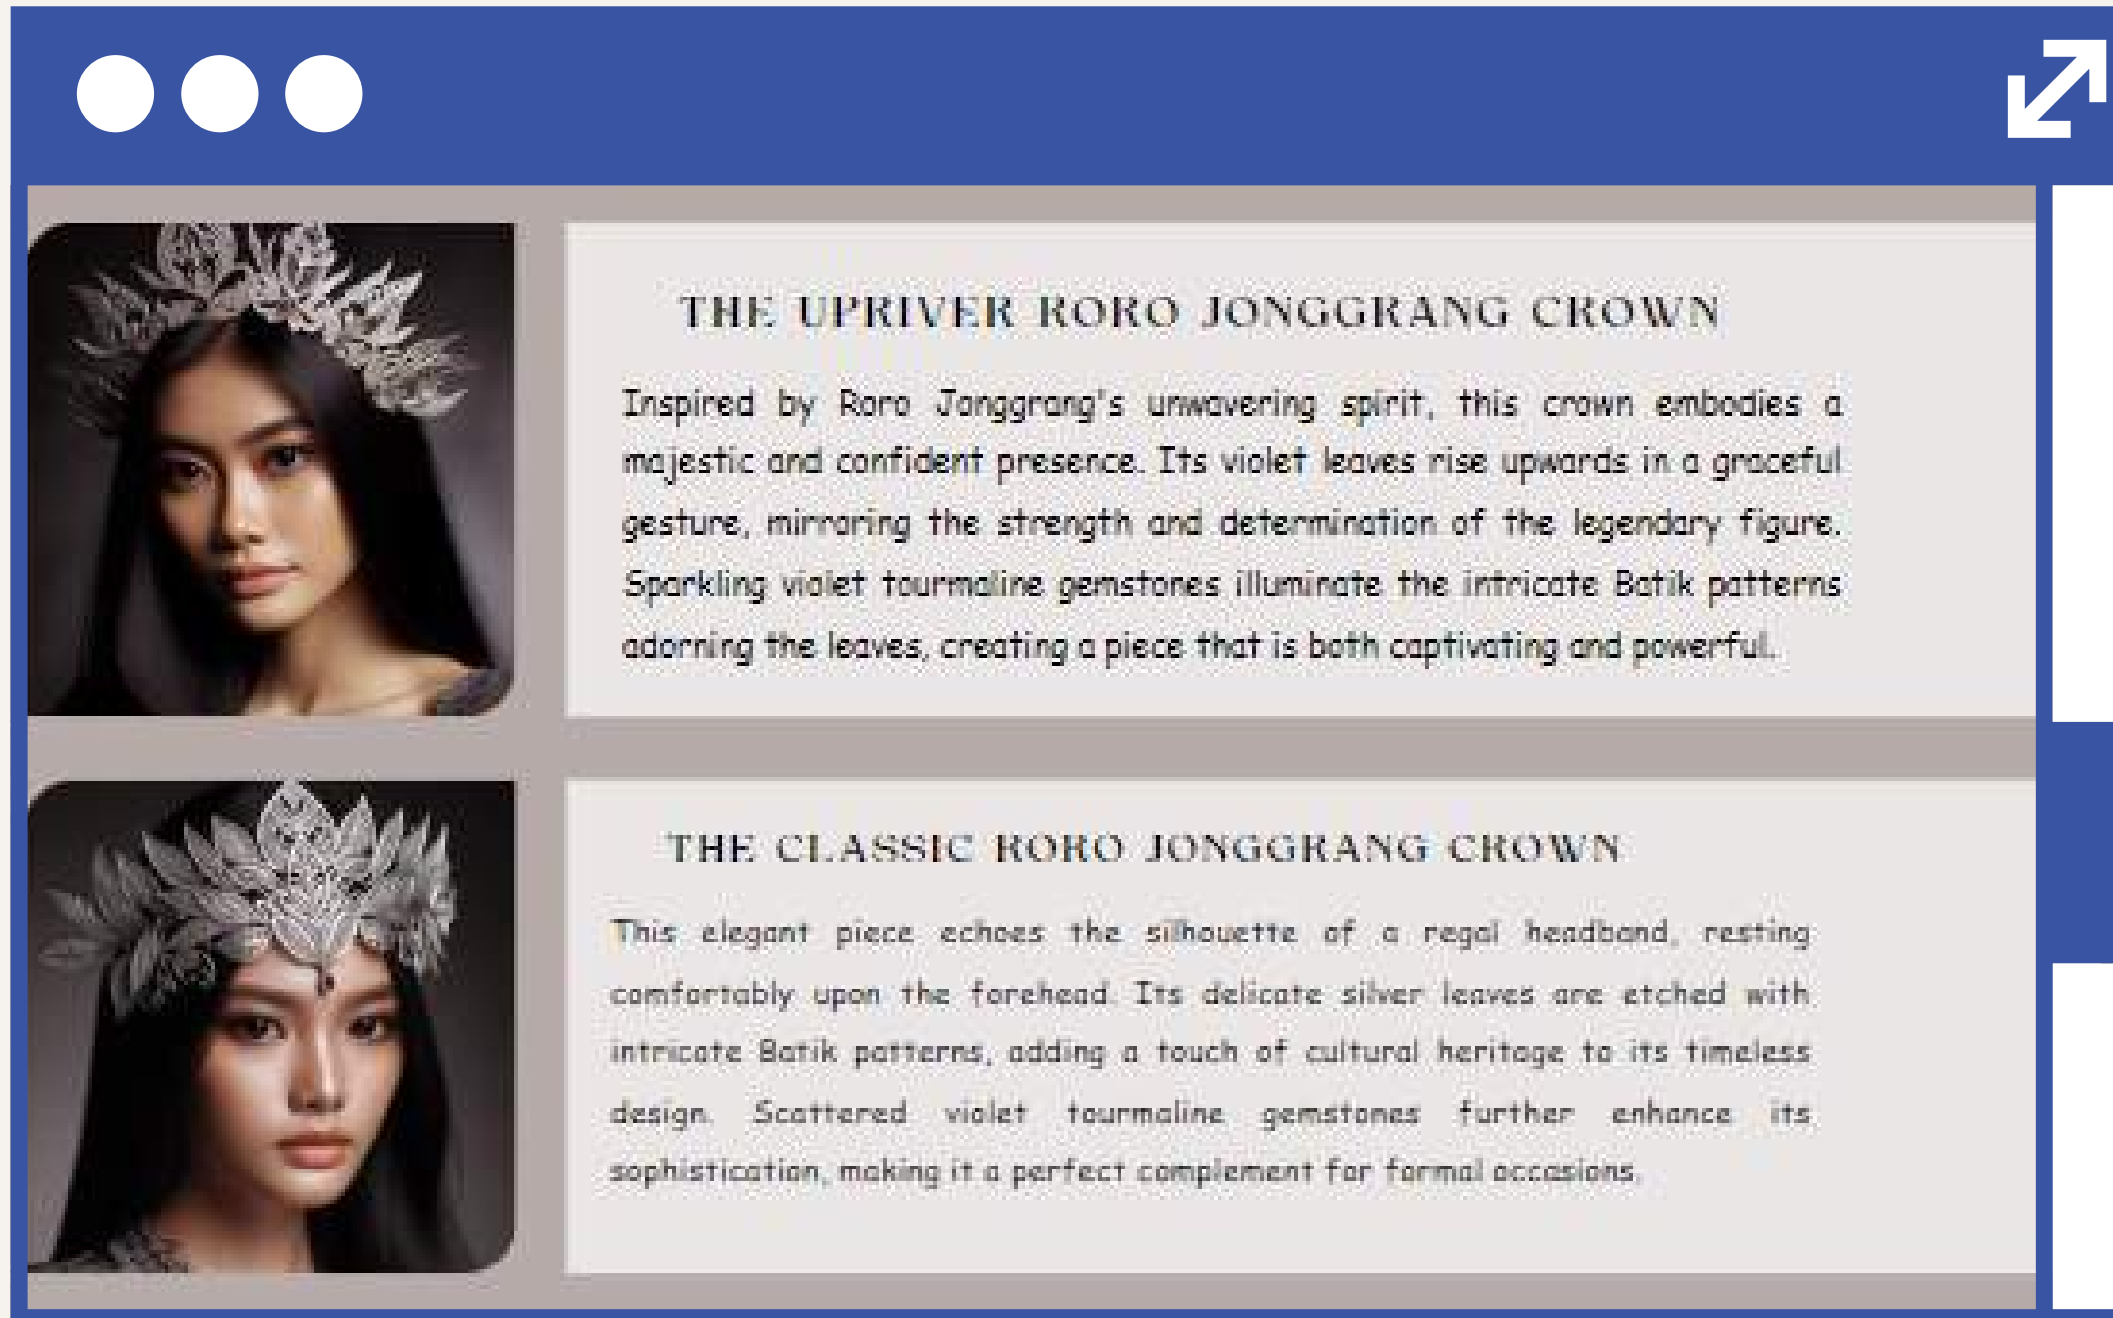 THE UPRIVER RORO JONGGRANG CROWN
Inspired by Roro Jonggrang's unwavering spirit, this crown embodies a
majestic and confident presence. Its violet leaves rise upwards in a graceful
gesture, mirroring the strength and determination of the legendary figure.
Sparkling violet tourmaline gemstones illuminate the intricate Batik patterns
adorning the leaves, creating a piece that is both captivating and powerful.
THE CLASSIC RORO JONGGRANG CROWN
This elegant piece echoes the silhouette of a regal headband, resting
comfortably upon the forehead. Its delicate silver leaves are etched with
intricate Batik patterns, adding a touch of cultural heritage to its timeless
design. Scattered violet tourmaline gemstones further enhance its
sophistication, making it a perfect complement for formal occasions.